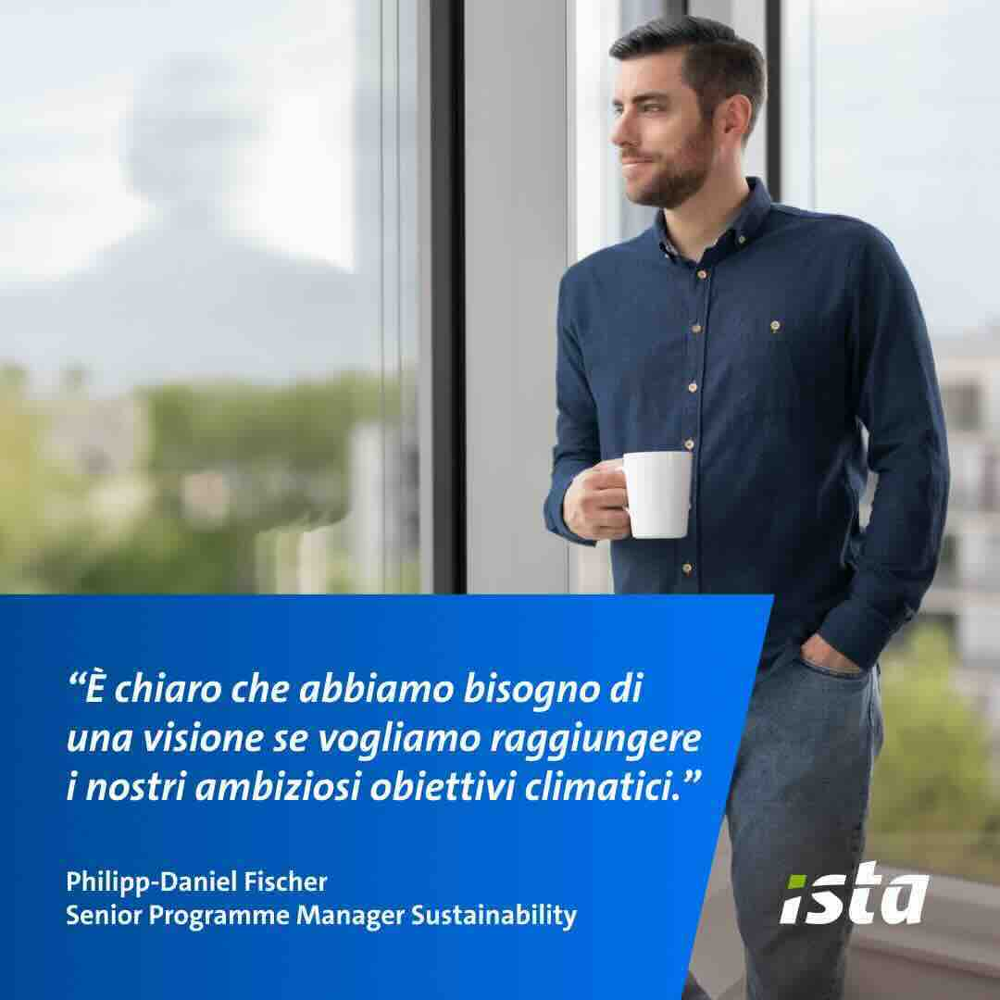 “È chiaro che abbiamo bisogno di
una visione se vogliamo raggiungere
i nostri ambiziosi obiettivi climatici.”
Philipp-Daniel Fischer
Senior Programme Manager Sustainability
ista